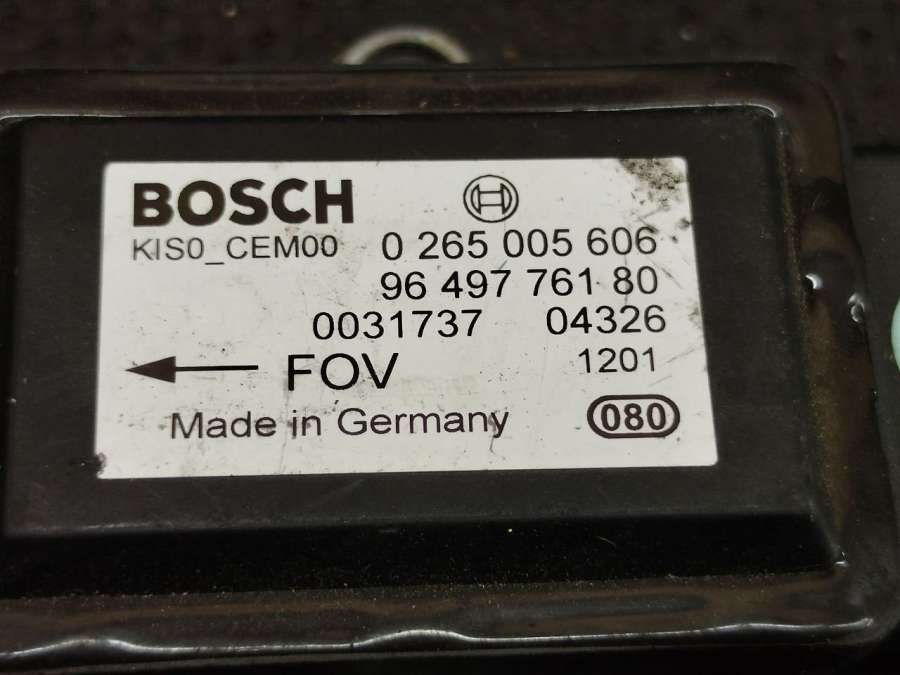 BOSCH
KIS0_CEM00 0 265 005 606
96 497 761 80
0031737 04326
FOV 1201
Made in Germany 080